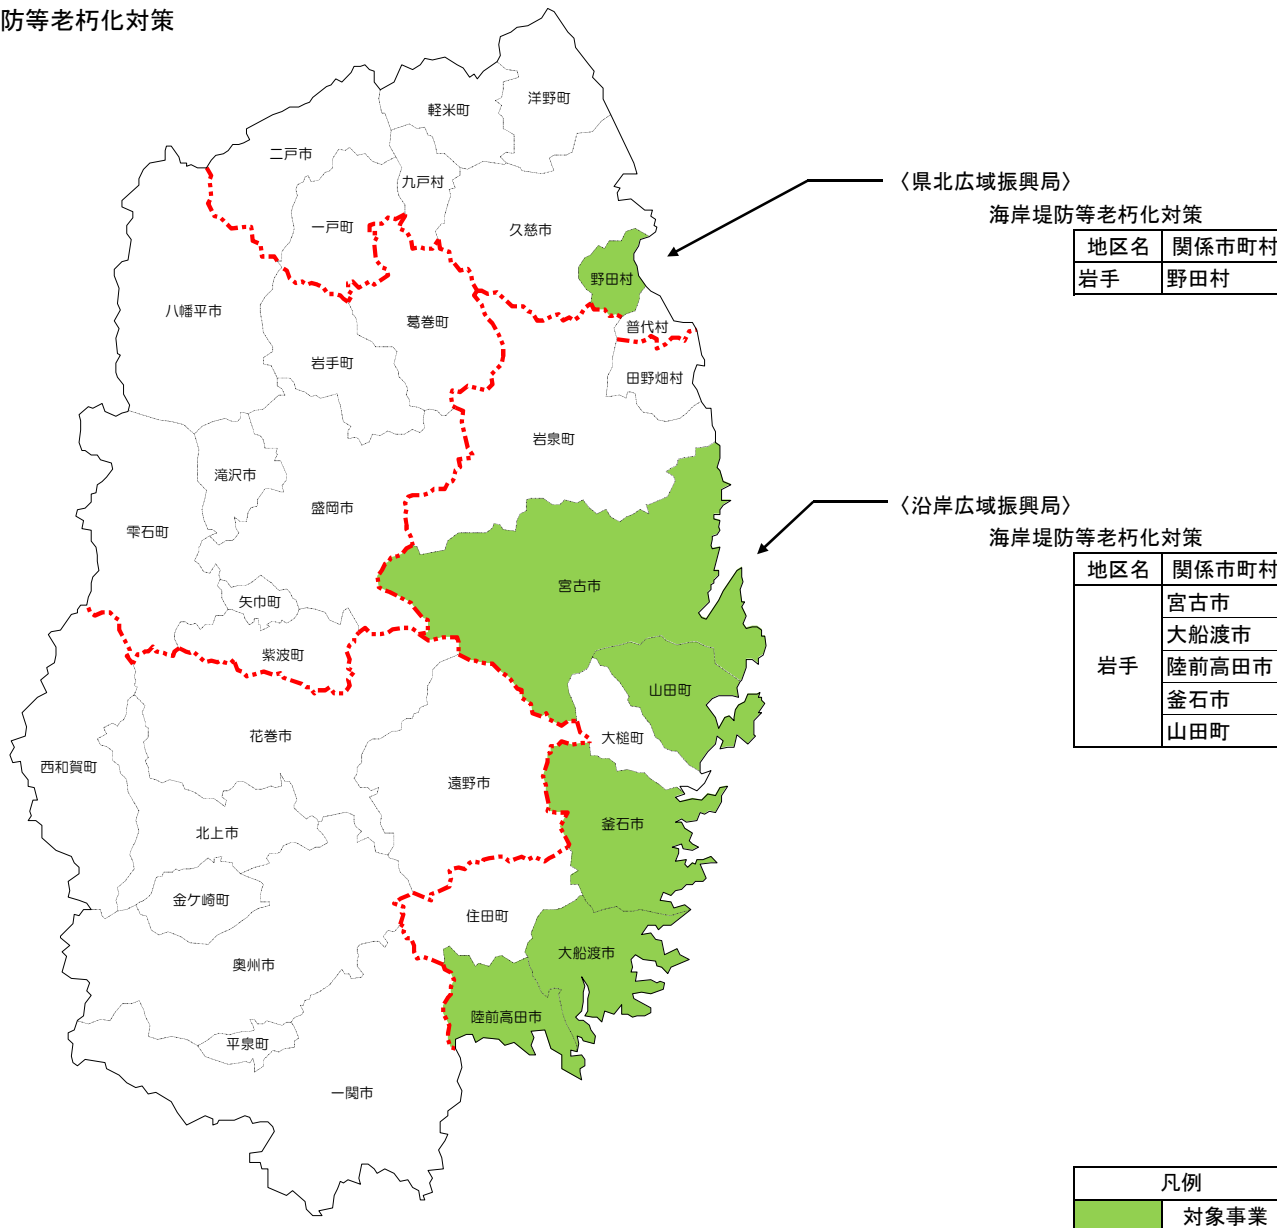 防等老朽化対策
洋野町
軽米町
二戸市
九戸村
一戸町
久慈市
野田村
八幡平市
葛巻町
普代村
岩手町
田野畑村
岩泉町
滝沢市
盛岡市
雫石町
宮古市
矢巾町
紫波町
山田町
花巻市
大槌町
西和賀町
遠野市
釜石市
北上市
金ケ崎町
住田町
大船渡市
奥州市
陸前高田市
平泉町
一関市
〈県北広域振興局〉
海岸堤防等老朽化対策
地区名 関係市町村
岩手 野田村
〈沿岸広域振興局〉
海岸堤防等老朽化対策
地区名 関係市町村
岩手
宮古市
大船渡市
陸前高田市
釜石市
山田町
凡例
対象事業